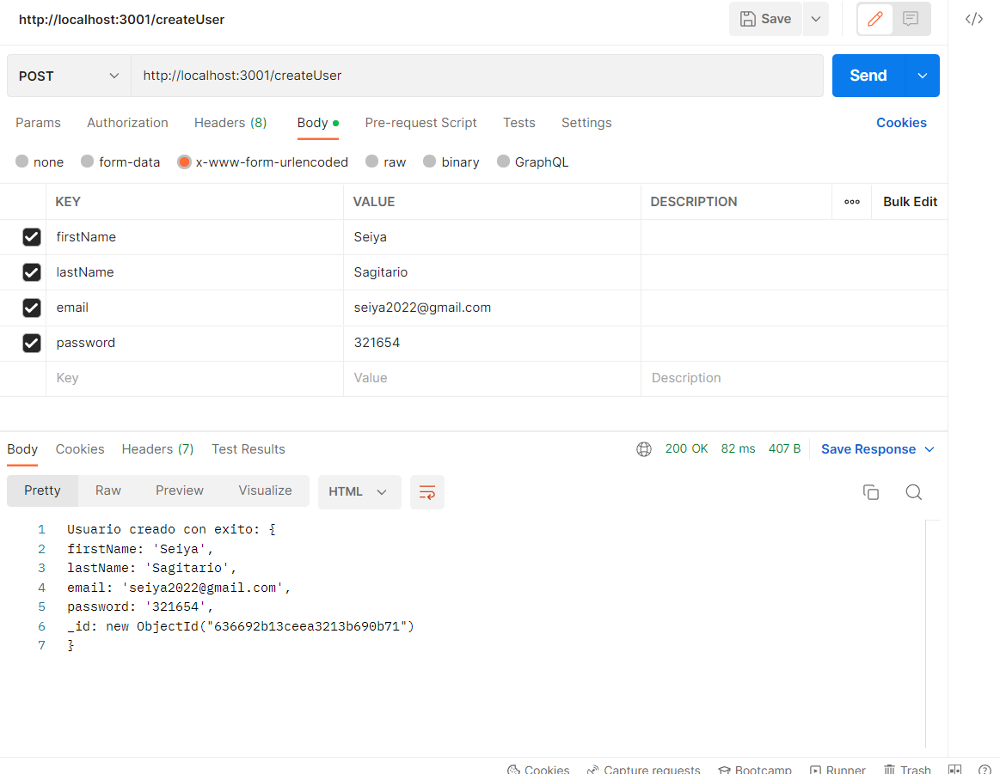 http://localhost:3001/createUser Save </>
POST http://localhost:3001/createUser Send
Params Authorization Headers (8) Body Pre-request Script Tests Settings Cookies
none form-data x-www-form-urlencoded raw binary GraphQL
KEY VALUE DESCRIPTION ooo Bulk Edit
firstName Seiya
lastName Sagitario
email seiya2022@gmail.com
password 321654
Key Value Description
Body Cookies Headers (7) Test Results 200 OK 82 ms 407 B Save Response
Pretty Raw Preview Visualize HTML
1 Usuario creado con exito: {
2 firstName: 'Seiya',
3 lastName: 'Sagitario',
4 email: 'seiya2022@gmail.com',
5 password: '321654',
6 _id: new ObjectId("636692b13ceea3213b690b71")
7 }
Cookies Capture requests Bootcamp Runner Trash ?